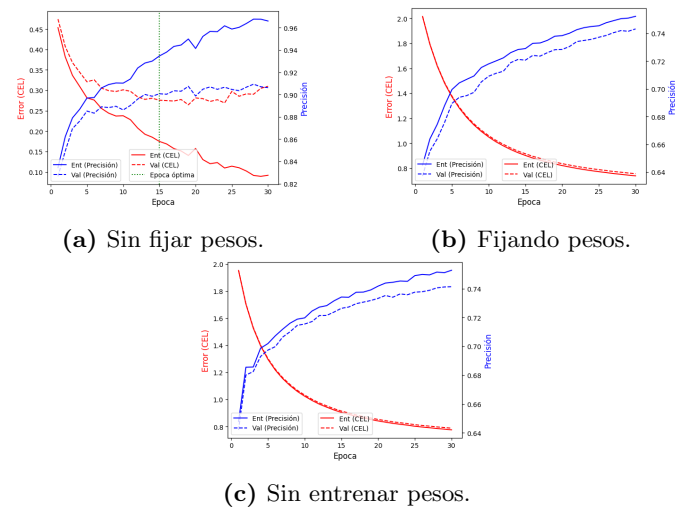 0.45
0.40
0.35
0.30
0.25
0.20
0.15
0.10
Error (CEL)
0.96
0.94
0.92
0.90
0.88
0.86
0.84
0.82
Precisión
Ent (Precisión)
Val (Precisión)
Ent (CEL)
Val (CEL)
Epoca óptima
0 5 10 15 20 25 30
Epoca
(a) Sin fijar pesos.
2.0
1.8
1.6
1.4
1.2
1.0
0.8
Error (CEL)
0.74
0.72
0.70
0.68
0.66
0.64
Precisión
Ent (Precisión)
Val (Precisión)
Ent (CEL)
Val (CEL)
0 5 10 15 20 25 30
Epoca
(b) Fijando pesos.
2.0
1.8
1.6
1.4
1.2
1.0
0.8
Error (CEL)
0.74
0.72
0.70
0.68
0.66
0.64
Precisión
Ent (Precisión)
Val (Precisión)
Ent (CEL)
Val (CEL)
0 5 10 15 20 25 30
Epoca
(c) Sin entrenar pesos.